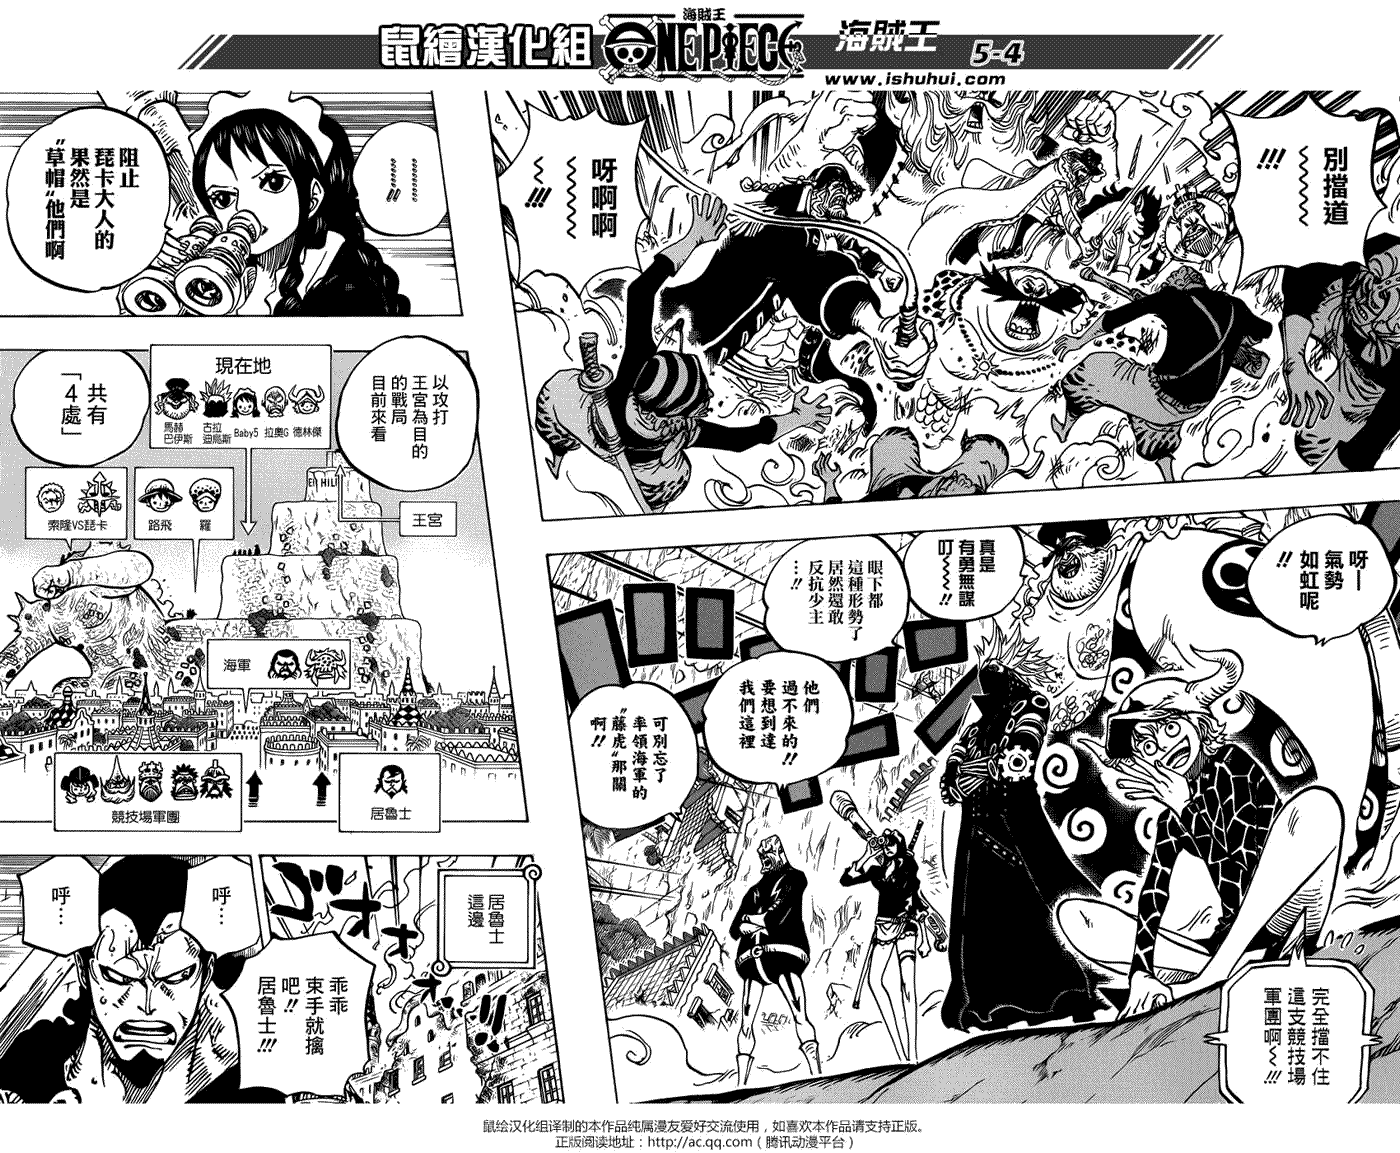 鼠繪漢化組
海賊王
ONE PIECE
海賊王
5-4
www.ishuhui.com
別擋道
~~~!!!
呀啊啊
~~~!!!
呀—
氣勢
如虹呢
!!
真是
有勇無謀
叮~~~!!
眼下都
這種形勢了
居然還敢
反抗少主
…!!
他們
過不來的!!
要想到達
我們這裡
可別忘了
率領海軍的
“藤虎”那關
啊!!
完全擋不住
這支競技場
軍團啊~!!!
………!!
阻止
琵卡大人的
果然是
“草帽”他們啊
以攻打
王宮為目的
的戰局
目前來看
共有
「4處」
現在地
馬赫
巴伊斯
古拉
迪烏斯
Baby5
拉奧G
德林傑
索隆VS琵卡
路飛
羅
王宮
海軍
競技場軍團
居魯士
居魯士
這邊
乖乖
束手就擒
吧!!
居魯士!!!
呼…
呼…
鼠绘汉化组译制的本作品纯属漫友爱好交流使用，如喜欢本作品请支持正版。
正版阅读地址：http://ac.qq.com（腾讯动漫平台）